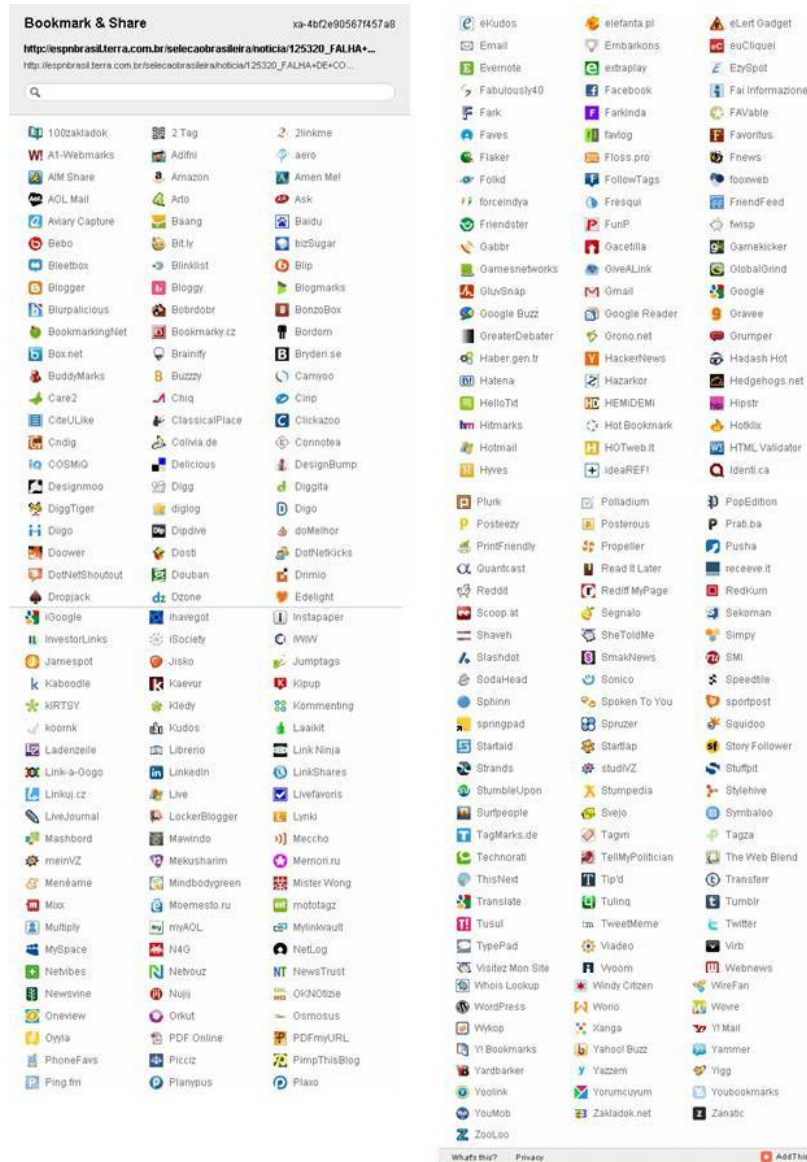 Bookmark & Share xa-4bf2e90567f457a8
http://espnbrasil.terra.com.br/selecaobrasileira/noticia/125320_FALHA+...
http://espnbrasil.terra.com.br/selecaobrasileira/noticia/125320_FALHA+DE+CO...
100zakladok 2 Tag 2linkme
A1-Webmarks Adifni aero
AIM Share Amazon Amen Me!
AOL Mail Arto Ask
Aviary Capture Baang Baidu
Bebo Bit.ly bizSugar
Bleetbox Blinklist Blip
Blogger Bloggy Blogmarks
Blurpalicious Bobrdobr BonzoBox
BookmarkingNet Bookmarky.cz Bordom
Box.net Brainify Bryderi.se
BuddyMarks Buzzzy Camyoo
Care2 Chiq Cirip
CiteULike ClassicalPlace Clickazoo
Cndig Colivia.de Connotea
COSMiQ Delicious DesignBump
Designmoo Digg Diggita
DiggTiger diglog Digo
Diigo Dipdive doMelhor
Doower Dosti DotNetKicks
DotNetShoutout Douban Drimio
Dropjack Dzone Edelight
iGoogle ihavegot Instapaper
InvestorLinks iSociety iWiW
Jamespot Jisko Jumptags
Kaboodle Kaevur Kipup
kIRTSY Kledy Kommenting
koornk Kudos Laaikit
Ladenzeile Librerio Link Ninja
Link-a-Gogo LinkedIn LinkShares
Linkuj.cz Live Livefavoris
LiveJournal LockerBlogger Lynki
Mashbord Mawindo Meccho
meinVZ Mekusharim Memori.ru
Menéame Mindbodygreen Mister Wong
Mixx Moemesto.ru mototagz
Multiply myAOL Mylinkvault
MySpace N4G NetLog
Netvibes Netvouz NewsTrust
Newsvine Nujij OKNOtizie
Oneview Orkut Osmosus
Oyyla PDF Online PDFmyURL
PhoneFavs Picciz PimpThisBlog
Ping.fm Planypus Plaxo
eKudos elefanta.pl eLert Gadget
Email Embarkons euCliquei
Evernote extraplay EzySpot
Fabulously40 Facebook Fai Informazione
Fark Farkinda FAVable
Faves favlog Favoritus
Flaker Floss.pro Fnews
Folkd FollowTags fooxweb
forceindya Fresqui FriendFeed
Friendster FunP fwisp
Gabbr Gacetilla Gamekicker
Gamesnetworks GiveALink GlobalGrind
GluvSnap Gmail Google
Google Buzz Google Reader Gravee
GreaterDebater Grono.net Grumper
Haber.gen.tr HackerNews Hadash Hot
Hatena Hazarkor Hedgehogs.net
HelloTxt HEMiDEMi Hipstr
Hitmarks Hot Bookmark Hotklix
Hotmail HOTweb.lt HTML Validator
Hyves ideaREF! Identi.ca
Plurk Polladium PopEdition
Posteezy Posterous Prati.ba
PrintFriendly Propeller Pusha
Quantcast Read It Later receeve.it
Reddit Rediff MyPage RedKum
Scoop.at Segnalo Sekoman
Shaveh SheToldMe Simpy
Slashdot SmakNews SMI
SodaHead Sonico Speedtile
Sphinn Spoken To You sportpost
springpad Spruzer Squidoo
Startaid Startlap Story Follower
Strands studiVZ Stuffpit
StumbleUpon Stumpedia Stylehive
Surfpeople Svejo Symbaloo
TagMarks.de Tagvn Tagza
Technorati TellMyPolitician The Web Blend
ThisNext Tip'd Transferr
Translate Tulinq Tumblr
Tusul TweetMeme Twitter
TypePad Viadeo Virb
Visitez Mon Site Vyoom Webnews
Whois Lookup Windy Citizen WireFan
WordPress Worio Wovre
Wykop Xanga Y! Mail
Y! Bookmarks Yahoo! Buzz Yammer
Yardbarker Yazzem Yigg
Yoolink Yorumcuyum Youbookmarks
YouMob Zakladok.net Zanatic
ZooLoo
What's this? Privacy AddThis